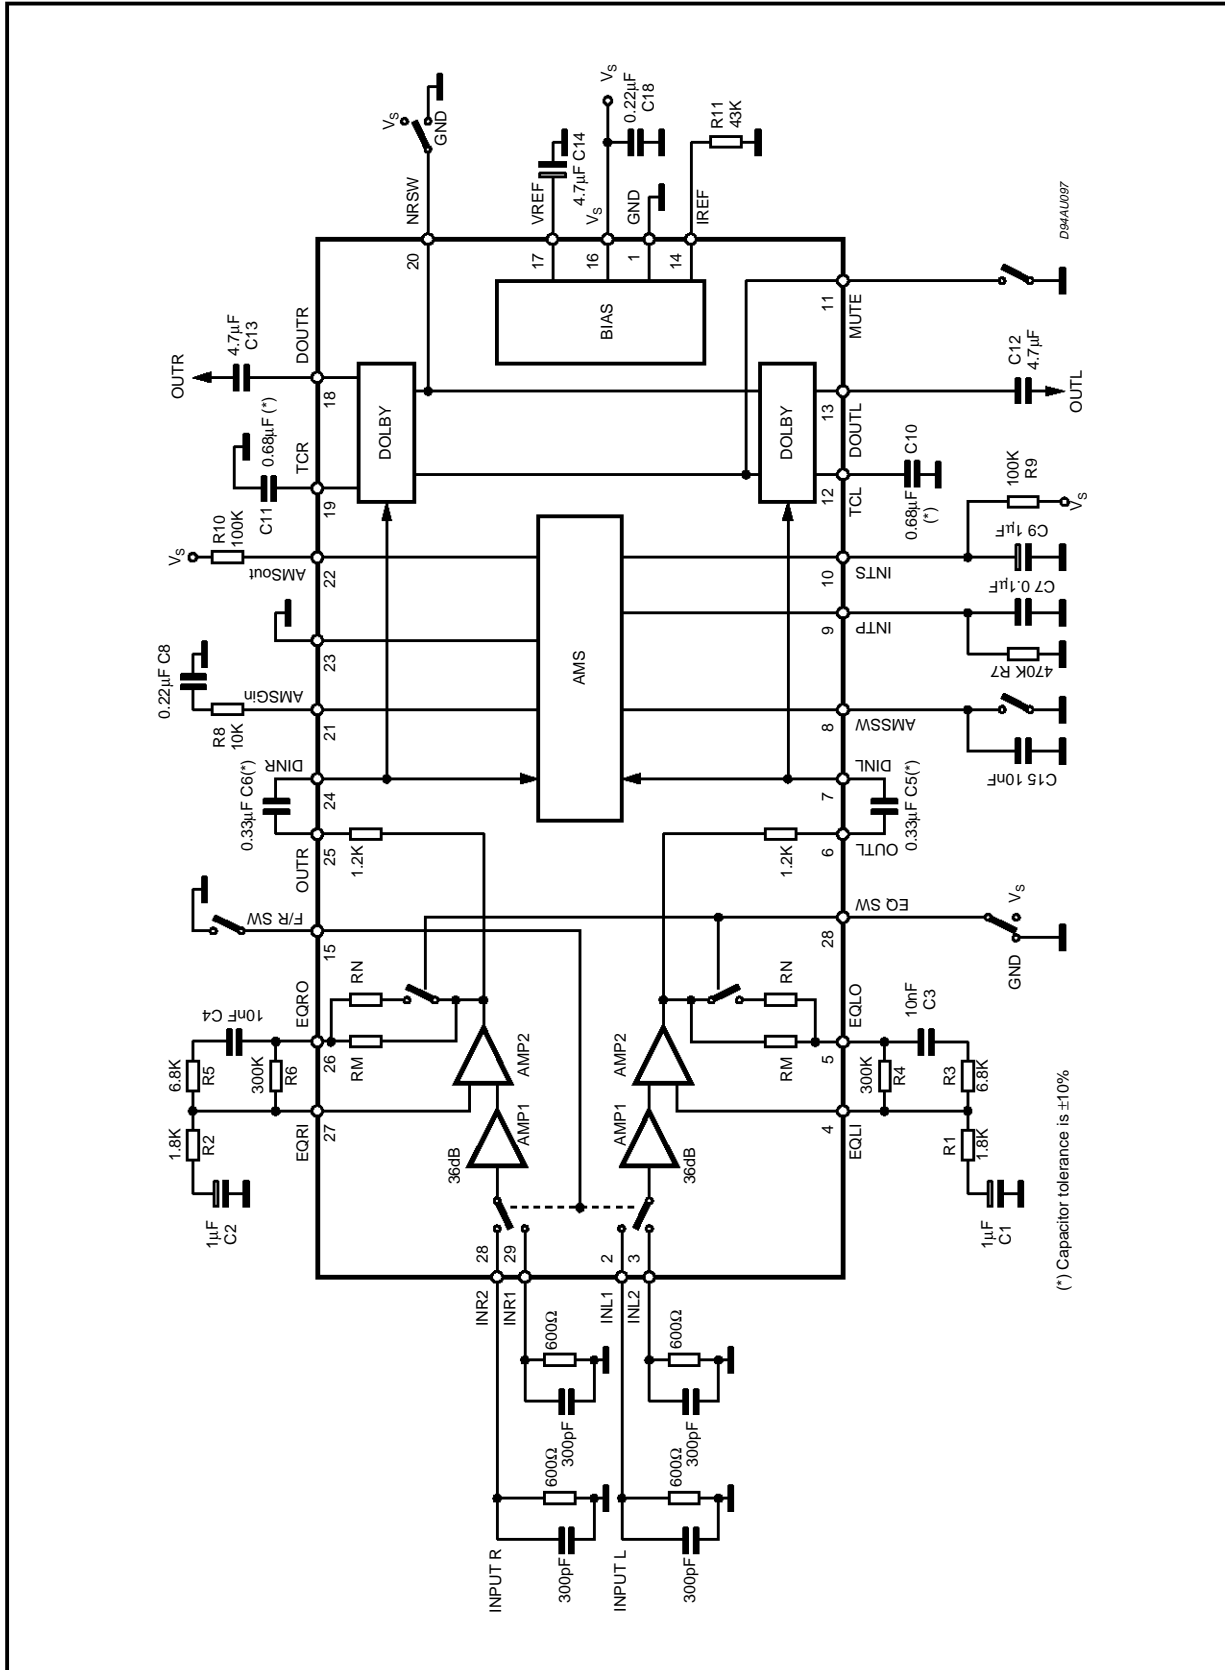 OUTR
4.7µF
C13
DOUTR
18
0.68µF (*)
C11
TCR
19
VS
R10
100K
AMSout
22
23
0.22µF C8
R8
10K
AMSGin
21
0.33µF C6(*)
DINR
24
OUTR
25
1.2K
F/R SW
15
10nF C4
6.8K
R5
300K
R6
EQRO
26
1.8K
R2
EQRI
27
1µF
C2
VS
GND
NRSW
20
4.7µF C14
VREF
17
VS
0.22µF
C18
VS
16
GND
1
R11
43K
IREF
14
BIAS
DOLBY
DOLBY
AMS
RN
RM
AMP2
AMP1
36dB
RN
RM
AMP2
AMP1
36dB
28
29
2
3
INR2
INR1
INL1
INL2
600Ω
300pF
600Ω
300pF
600Ω
300pF
600Ω
300pF
INPUT R
INPUT L
11
MUTE
13
DOUTL
C12
4.7µF
OUTL
12
TCL
C10
0.68µF
(*)
10
INTS
100K
R9
VS
C9 1µF
9
INTP
C7 0.1µF
470K R7
8
AMSSW
C15 10nF
7
DINL
0.33µF C5(*)
6
OUTL
1.2K
28
EQ SW
VS
GND
5
EQLO
10nF
C3
300K
R4
R3
6.8K
4
EQLI
R1
1.8K
1µF
C1
D94AU097
(*) Capacitor tolerance is ±10%